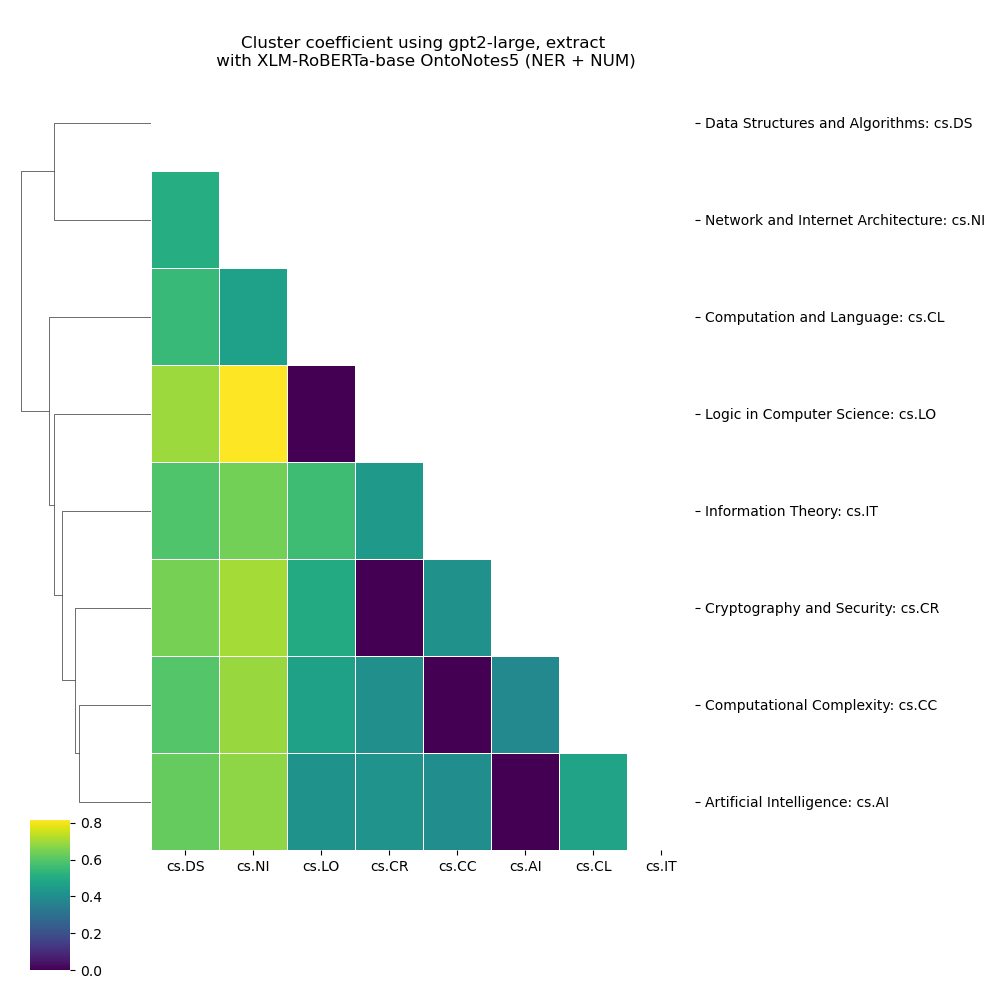 Cluster coefficient using gpt2-large, extract
with XLM-RoBERTa-base OntoNotes5 (NER + NUM)
Data Structures and Algorithms: cs.DS
Network and Internet Architecture: cs.NI
Computation and Language: cs.CL
Logic in Computer Science: cs.LO
Information Theory: cs.IT
Cryptography and Security: cs.CR
Computational Complexity: cs.CC
Artificial Intelligence: cs.AI
cs.DS cs.NI cs.LO cs.CR cs.CC cs.AI cs.CL cs.IT
0.8
0.6
0.4
0.2
0.0